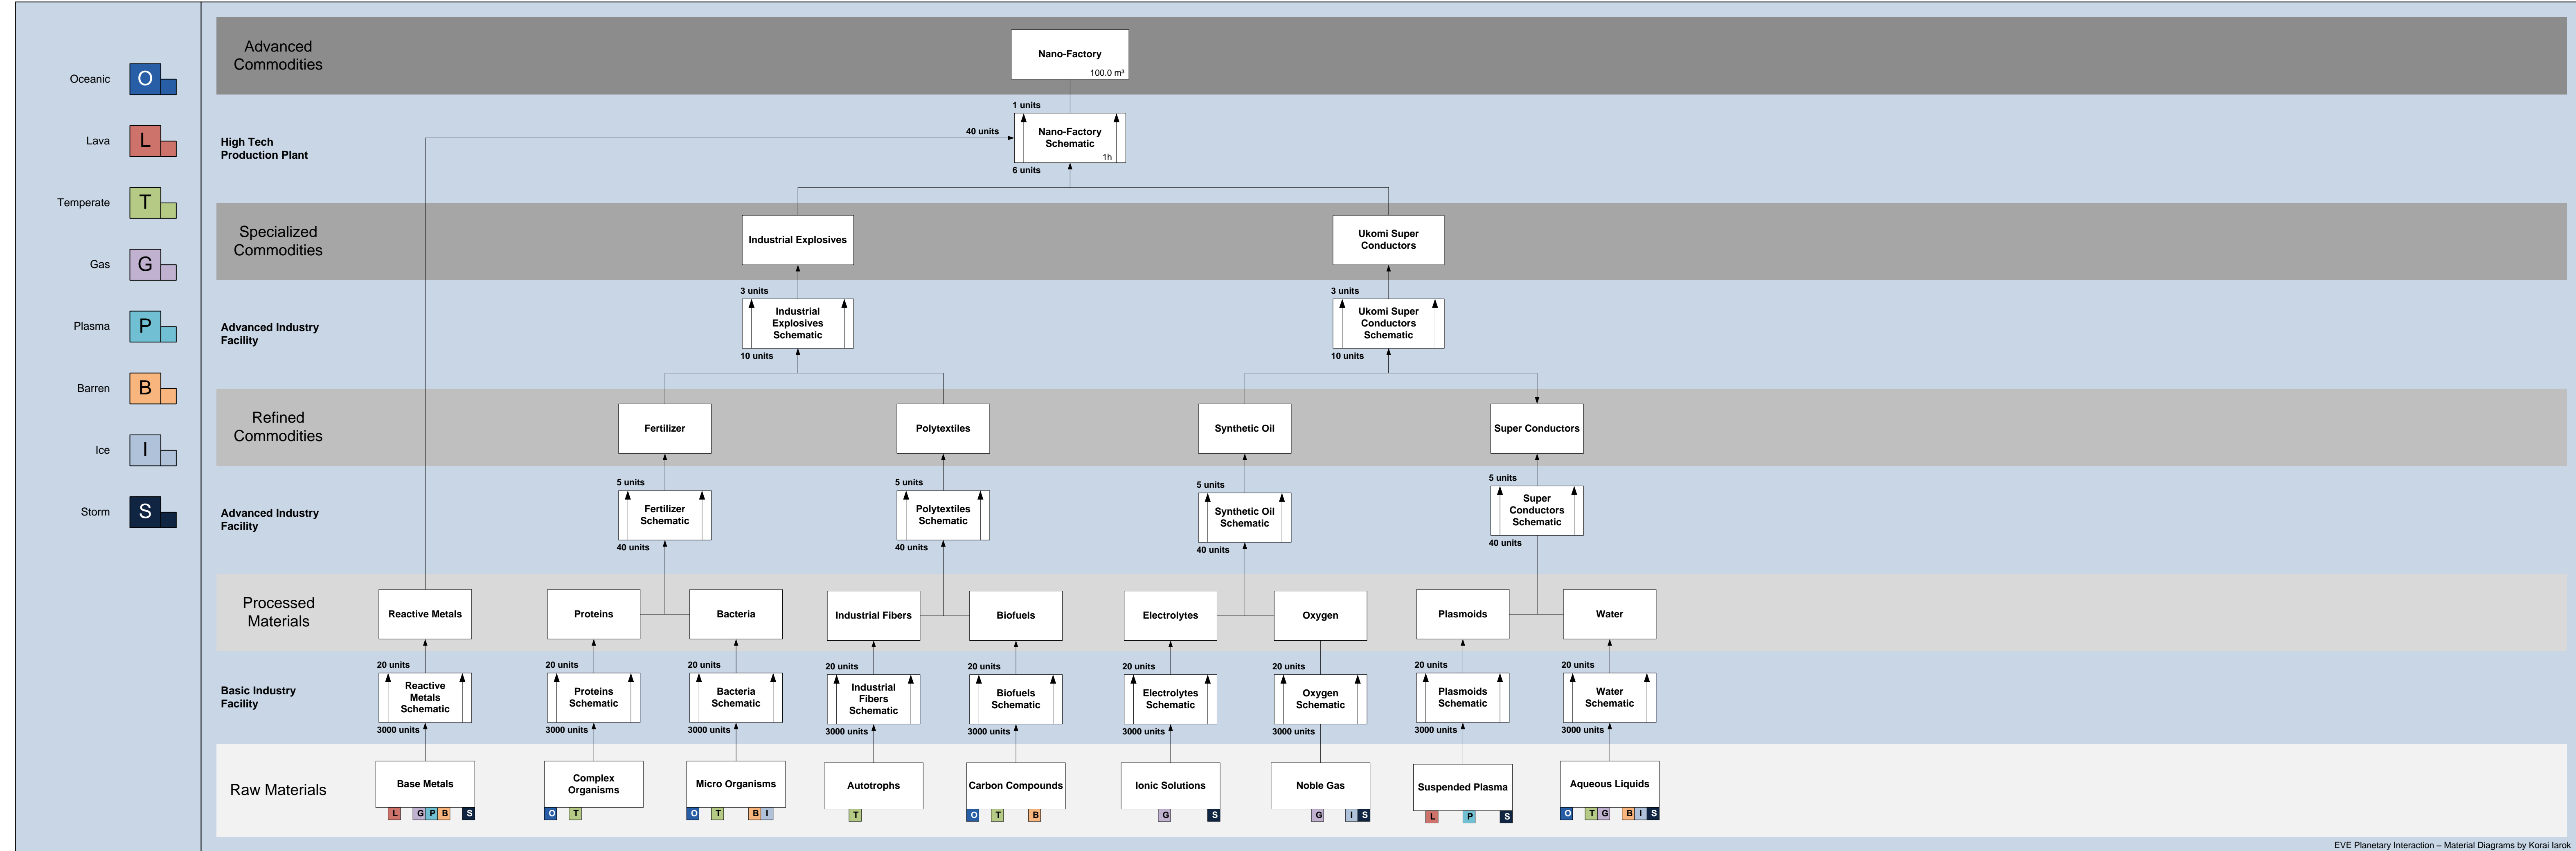 Oceanic
O
Lava
L
Temperate
T
Gas
G
Plasma
P
Barren
B
Ice
I
Storm
S
Advanced
Commodities
Nano-Factory
100.0 m³
High Tech
Production Plant
1 units
40 units
Nano-Factory
Schematic
1h
6 units
Specialized
Commodities
Industrial Explosives
Ukomi Super
Conductors
Advanced Industry
Facility
3 units
Industrial
Explosives
Schematic
10 units
3 units
Ukomi Super
Conductors
Schematic
10 units
Refined
Commodities
Fertilizer
Polytextiles
Synthetic Oil
Super Conductors
Advanced Industry
Facility
5 units
Fertilizer
Schematic
40 units
5 units
Polytextiles
Schematic
40 units
5 units
Synthetic Oil
Schematic
40 units
5 units
Super
Conductors
Schematic
40 units
Processed
Materials
Reactive Metals
Proteins
Bacteria
Industrial Fibers
Biofuels
Electrolytes
Oxygen
Plasmoids
Water
Basic Industry
Facility
20 units
Reactive
Metals
Schematic
3000 units
20 units
Proteins
Schematic
3000 units
20 units
Bacteria
Schematic
3000 units
20 units
Industrial
Fibers
Schematic
3000 units
20 units
Biofuels
Schematic
3000 units
20 units
Electrolytes
Schematic
3000 units
20 units
Oxygen
Schematic
3000 units
20 units
Plasmoids
Schematic
3000 units
20 units
Water
Schematic
3000 units
Raw Materials
Base Metals
L G P B S
Complex
Organisms
O T
Micro Organisms
O T B I
Autotrophs
T
Carbon Compounds
O T B
Ionic Solutions
G S
Noble Gas
G I S
Suspended Plasma
L P S
Aqueous Liquids
O T G B I S
EVE Planetary Interaction – Material Diagrams by Korai Iarok